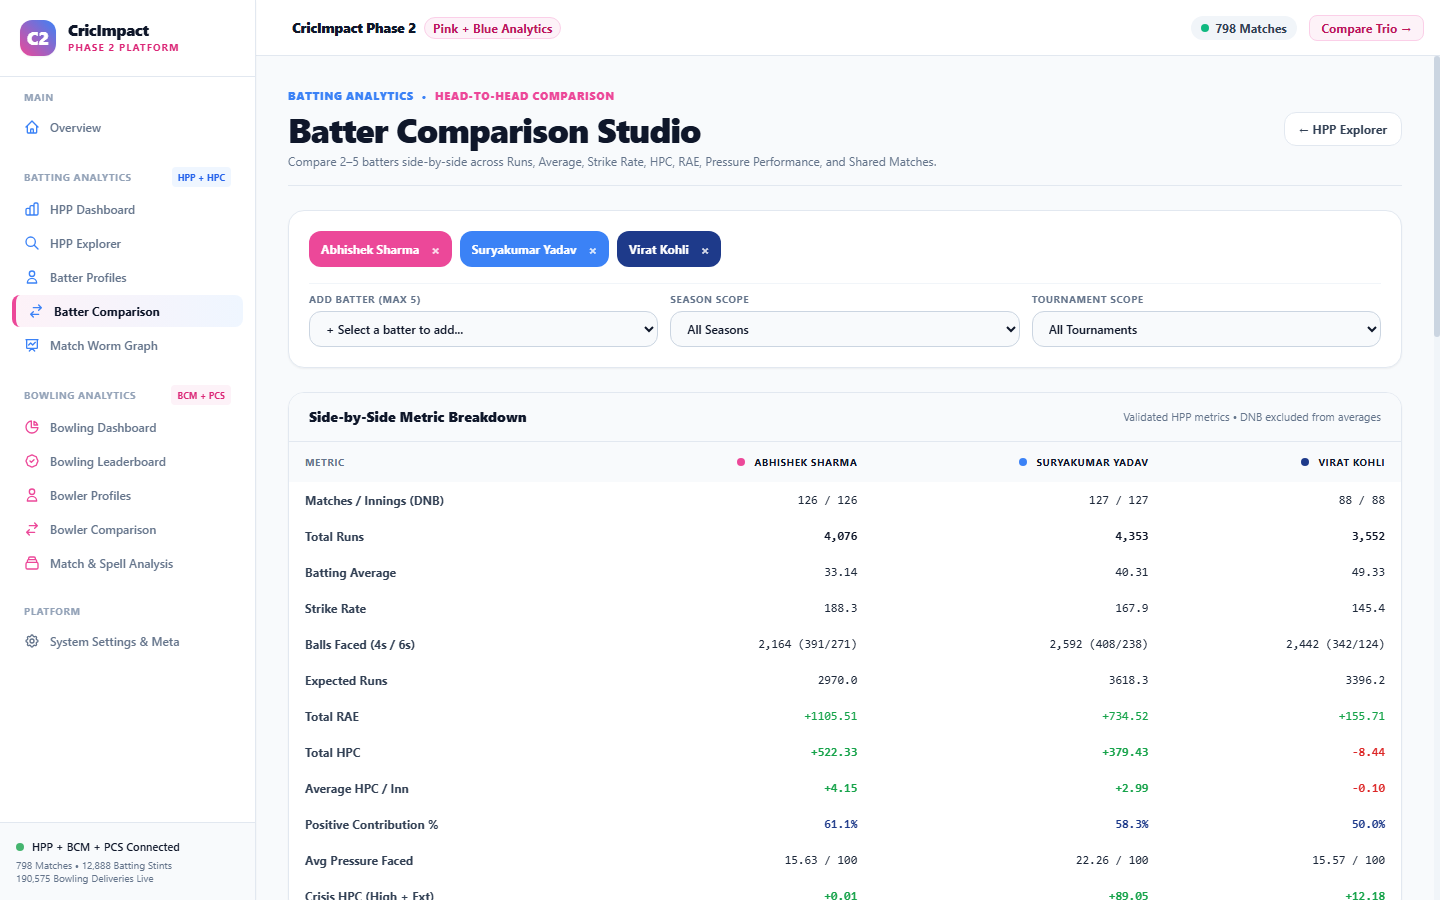 C2
CricImpact
PHASE 2 PLATFORM
MAIN
Overview
BATTING ANALYTICS HPP + HPC
HPP Dashboard
HPP Explorer
Batter Profiles
Batter Comparison
Match Worm Graph
BOWLING ANALYTICS BCM + PCS
Bowling Dashboard
Bowling Leaderboard
Bowler Profiles
Bowler Comparison
Match & Spell Analysis
PLATFORM
System Settings & Meta
HPP + BCM + PCS Connected
798 Matches • 12,888 Batting Stints
190,575 Bowling Deliveries Live
CricImpact Phase 2 Pink + Blue Analytics 798 Matches Compare Trio →
BATTING ANALYTICS • HEAD-TO-HEAD COMPARISON
Batter Comparison Studio
← HPP Explorer
Compare 2–5 batters side-by-side across Runs, Average, Strike Rate, HPC, RAE, Pressure Performance, and Shared Matches.
Abhishek Sharma × Suryakumar Yadav × Virat Kohli ×
ADD BATTER (MAX 5) SEASON SCOPE TOURNAMENT SCOPE
+ Select a batter to add... All Seasons All Tournaments
Side-by-Side Metric Breakdown Validated HPP metrics • DNB excluded from averages
METRIC ABHISHEK SHARMA SURYAKUMAR YADAV VIRAT KOHLI
Matches / Innings (DNB) 126 / 126 127 / 127 88 / 88
Total Runs 4,076 4,353 3,552
Batting Average 33.14 40.31 49.33
Strike Rate 188.3 167.9 145.4
Balls Faced (4s / 6s) 2,164 (391/271) 2,592 (408/238) 2,442 (342/124)
Expected Runs 2970.0 3618.3 3396.2
Total RAE +1105.51 +734.52 +155.71
Total HPC +522.33 +379.43 -8.44
Average HPC / Inn +4.15 +2.99 -0.10
Positive Contribution % 61.1% 58.3% 50.0%
Avg Pressure Faced 15.63 / 100 22.26 / 100 15.57 / 100
Crisis HPC (High + Ext) +0.01 +89.05 +12.18